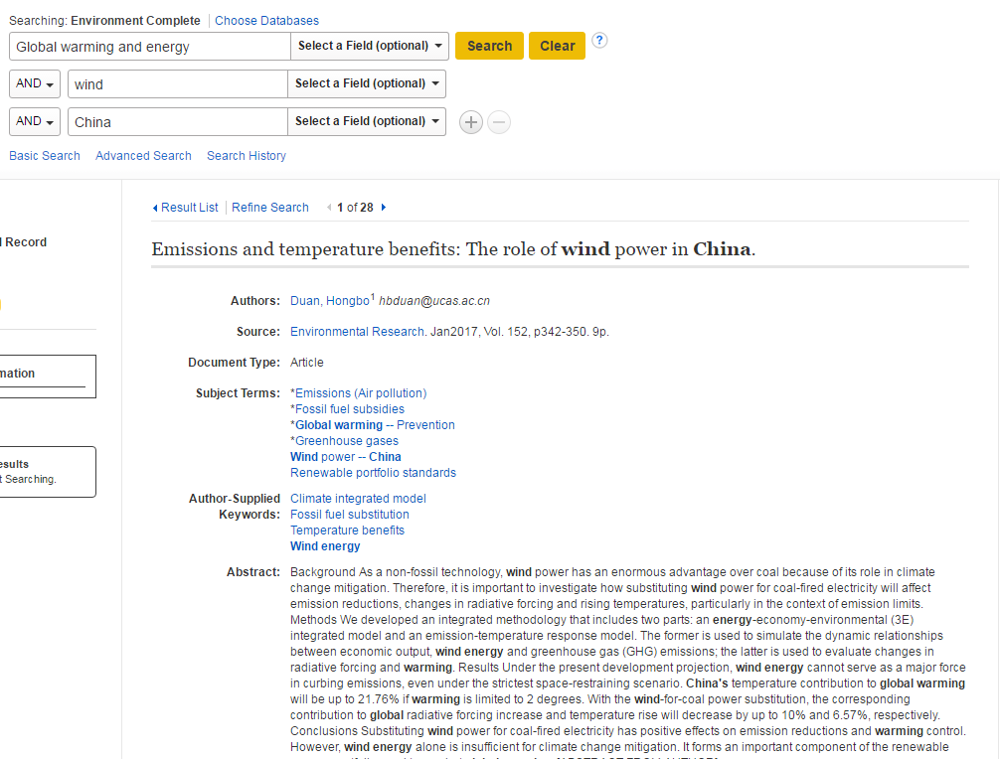 Searching: Environment Complete Choose Databases
Global warming and energy Select a Field (optional) Search Clear ?
AND wind Select a Field (optional)
AND China Select a Field (optional)
Basic Search Advanced Search Search History
Result List Refine Search 1 of 28
Record
Emissions and temperature benefits: The role of wind power in China.
Authors: Duan, Hongbo1 hbduan@ucas.ac.cn
Source: Environmental Research. Jan2017, Vol. 152, p342-350. 9p.
Document Type: Article
mation
Subject Terms: *Emissions (Air pollution)
*Fossil fuel subsidies
*Global warming -- Prevention
*Greenhouse gases
Wind power -- China
Renewable portfolio standards
esults
t Searching.
Author-Supplied Keywords: Climate integrated model
Fossil fuel substitution
Temperature benefits
Wind energy
Abstract: Background As a non-fossil technology, wind power has an enormous advantage over coal because of its role in climate
change mitigation. Therefore, it is important to investigate how substituting wind power for coal-fired electricity will affect
emission reductions, changes in radiative forcing and rising temperatures, particularly in the context of emission limits.
Methods We developed an integrated methodology that includes two parts: an energy-economy-environmental (3E)
integrated model and an emission-temperature response model. The former is used to simulate the dynamic relationships
between economic output, wind energy and greenhouse gas (GHG) emissions; the latter is used to evaluate changes in
radiative forcing and warming. Results Under the present development projection, wind energy cannot serve as a major force
in curbing emissions, even under the strictest space-restraining scenario. China's temperature contribution to global warming
will be up to 21.76% if warming is limited to 2 degrees. With the wind-for-coal power substitution, the corresponding
contribution to global radiative forcing increase and temperature rise will decrease by up to 10% and 6.57%, respectively.
Conclusions Substituting wind power for coal-fired electricity has positive effects on emission reductions and warming control.
However, wind energy alone is insufficient for climate change mitigation. It forms an important component of the renewable